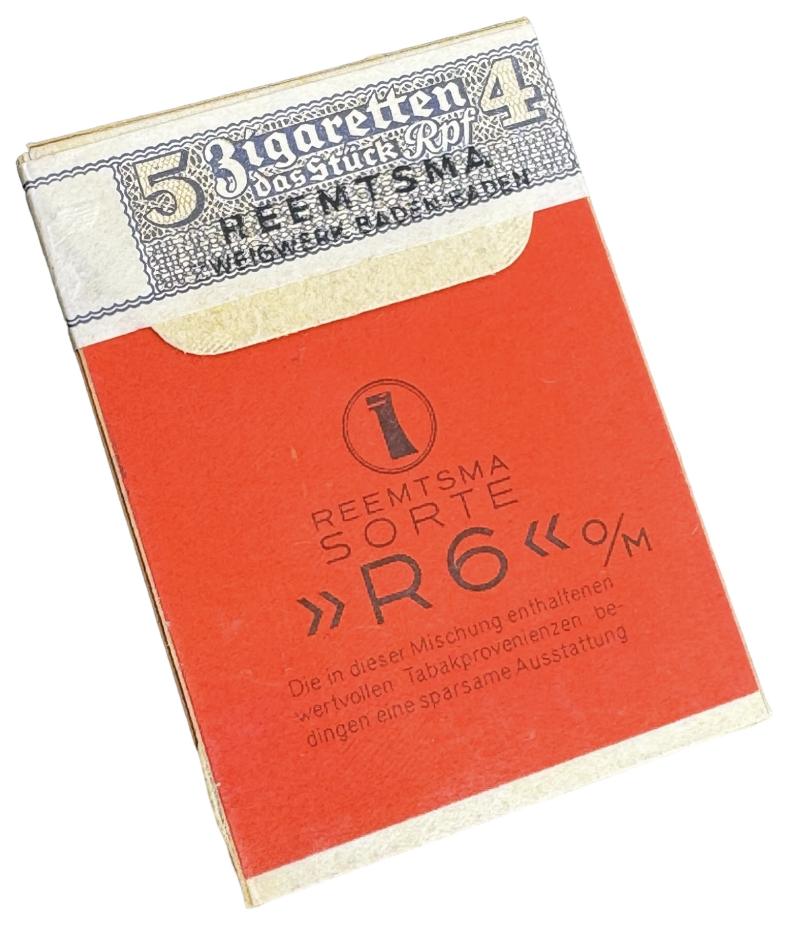 5 Zigaretten 4
das Stück Rpf
REEMTSMA
ZWEIGWERK BADEN-BADEN
REEMTSMA
SORTE
»R6« O/M
Die in dieser Mischung enthaltenen
wertvollen Tabakprovenienzen be-
dingen eine sparsame Ausstattung